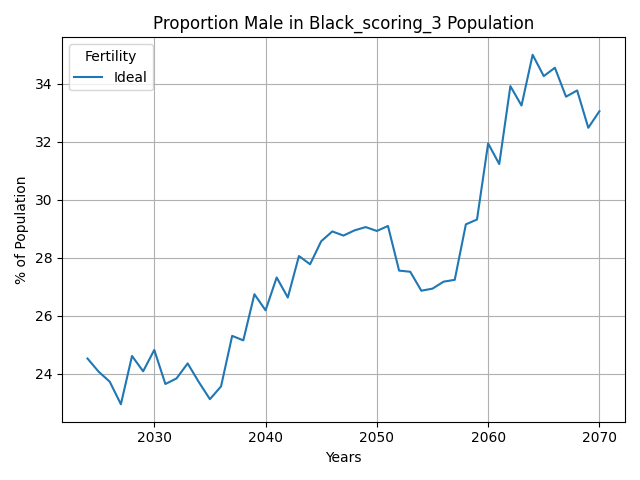 Proportion Male in Black_scoring_3 Population
Fertility
Ideal
% of Population
34
32
30
28
26
24
2030 2040 2050 2060 2070
Years